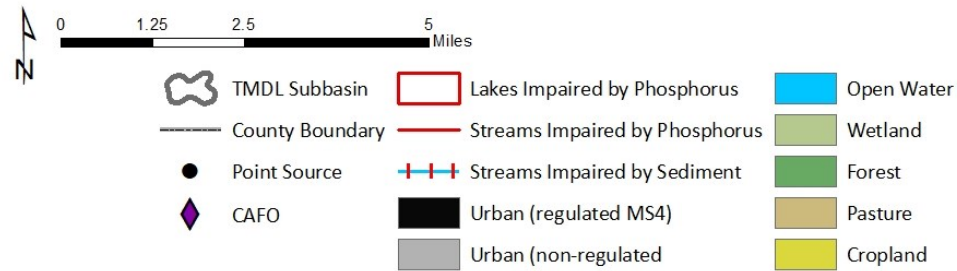 0 1.25 2.5 5
Miles
N
TMDL Subbasin
County Boundary
Point Source
CAFO
Lakes Impaired by Phosphorus
Streams Impaired by Phosphorus
Streams Impaired by Sediment
Urban (regulated MS4)
Urban (non-regulated
Open Water
Wetland
Forest
Pasture
Cropland